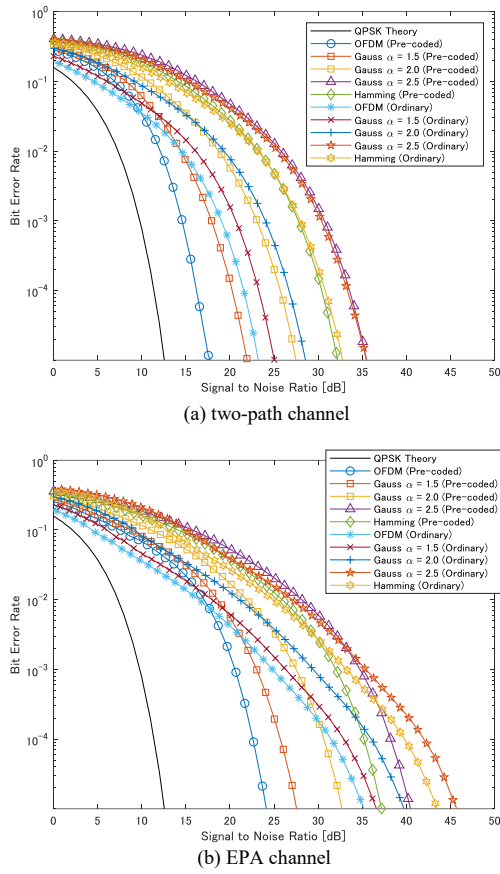 10^0
10^-1
10^-2
10^-3
10^-4
Bit Error Rate
QPSK Theory
OFDM (Pre-coded)
Gauss α = 1.5 (Pre-coded)
Gauss α = 2.0 (Pre-coded)
Gauss α = 2.5 (Pre-coded)
Hamming (Pre-coded)
OFDM (Ordinary)
Gauss α = 1.5 (Ordinary)
Gauss α = 2.0 (Ordinary)
Gauss α = 2.5 (Ordinary)
Hamming (Ordinary)
0 5 10 15 20 25 30 35 40 45 50
Signal to Noise Ratio [dB]
(a) two-path channel
10^0
10^-1
10^-2
10^-3
10^-4
Bit Error Rate
QPSK Theory
OFDM (Pre-coded)
Gauss α = 1.5 (Pre-coded)
Gauss α = 2.0 (Pre-coded)
Gauss α = 2.5 (Pre-coded)
Hamming (Pre-coded)
OFDM (Ordinary)
Gauss α = 1.5 (Ordinary)
Gauss α = 2.0 (Ordinary)
Gauss α = 2.5 (Ordinary)
Hamming (Ordinary)
0 5 10 15 20 25 30 35 40 45 50
Signal to Noise Ratio [dB]
(b) EPA channel